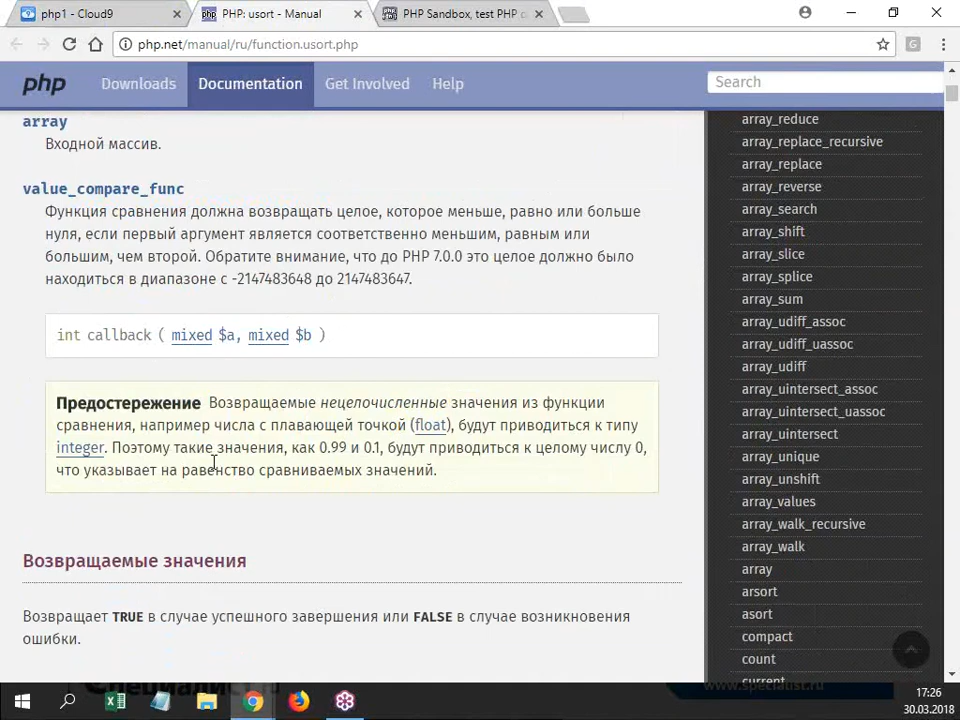 php1 - Cloud9
PHP: usort - Manual
PHP Sandbox, test PHP
php.net/manual/ru/function.usort.php
php
Downloads
Documentation
Get Involved
Help
Search
array
Входной массив.
value_compare_func
Функция сравнения должна возвращать целое, которое меньше, равно или больше
нуля, если первый аргумент является соответственно меньшим, равным или
большим, чем второй. Обратите внимание, что до PHP 7.0.0 это целое должно было
находиться в диапазоне с -2147483648 до 2147483647.
int callback ( mixed $a, mixed $b )
Предостережение Возвращаемые нецелочисленные значения из функции
сравнения, например числа с плавающей точкой (float), будут приводиться к типу
integer. Поэтому такие значения, как 0.99 и 0.1, будут приводиться к целому числу 0,
что указывает на равенство сравниваемых значений.
Возвращаемые значения
Возвращает TRUE в случае успешного завершения или FALSE в случае возникновения
ошибки.
array_reduce
array_replace_recursive
array_replace
array_reverse
array_search
array_shift
array_slice
array_splice
array_sum
array_udiff_assoc
array_udiff_uassoc
array_udiff
array_uintersect_assoc
array_uintersect_uassoc
array_uintersect
array_unique
array_unshift
array_values
array_walk_recursive
array_walk
array
arsort
asort
compact
count
current
Специалист
www.specialist.ru
17:26
30.03.2018